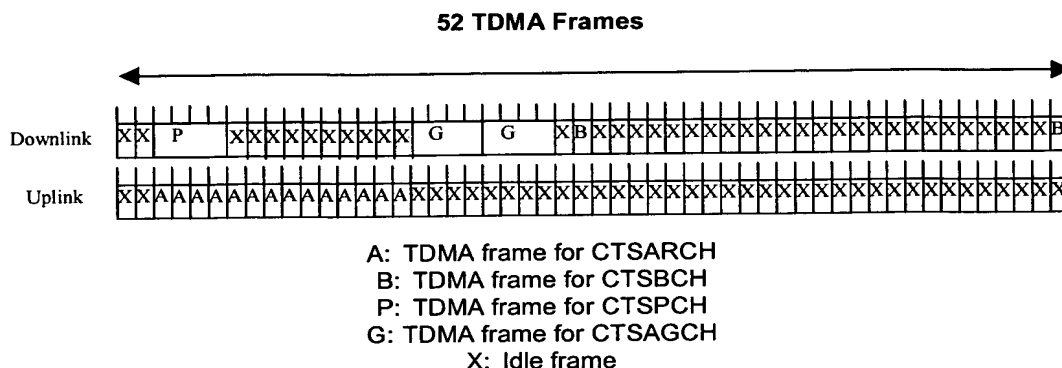 52 TDMA Frames
Downlink X X P X X X X X X X X X X G G X B X X X X X X X X X X X X X X X X X X X X X X X X X B
Uplink X X A A A A A A A A A A A A A A X X X X X X X X X X X X X X X X X X X X X X X X X X X X X X X X X X X X
A: TDMA frame for CTSARCH
B: TDMA frame for CTSBCH
P: TDMA frame for CTSPCH
G: TDMA frame for CTSAGCH
X: Idle frame